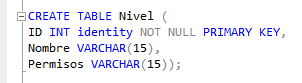 CREATE TABLE Nivel (
ID INT identity NOT NULL PRIMARY KEY,
Nombre VARCHAR(15),
Permisos VARCHAR(15));